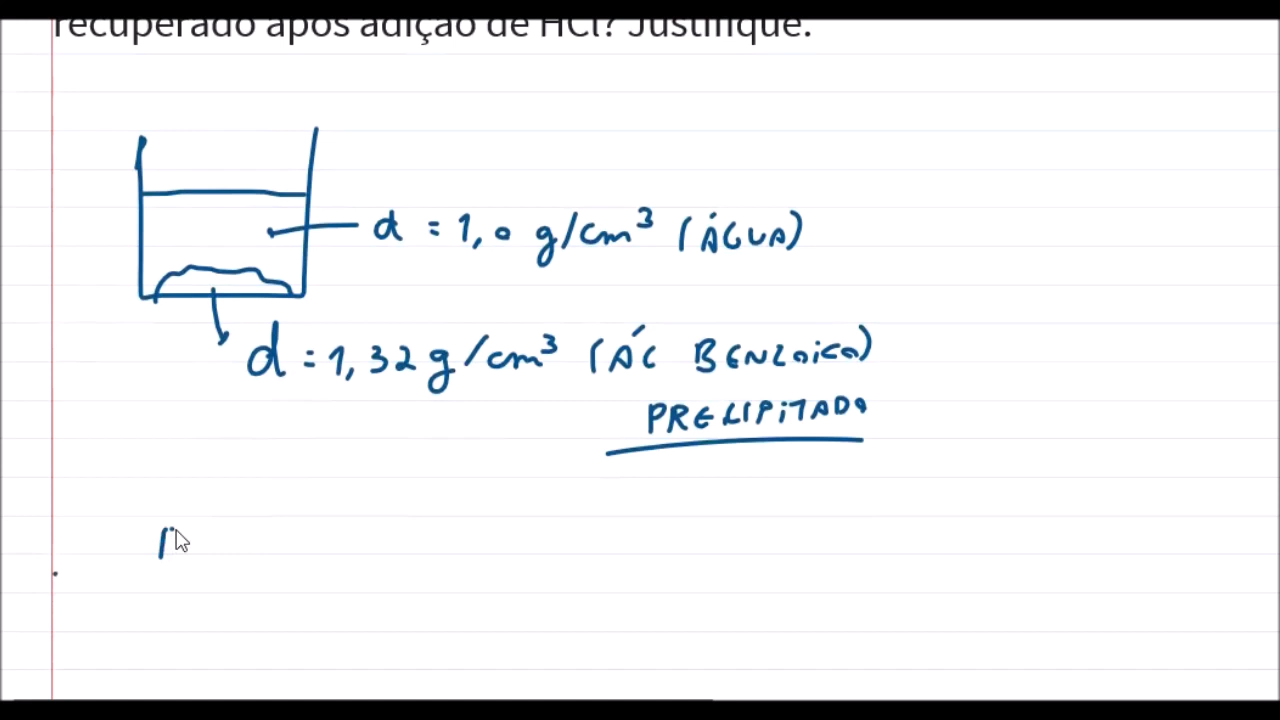 recuperado após adição de HCl? Justifique.
d = 1,0 g/cm³ (ÁGUA)
d = 1,32 g/cm³ (ÁC BENZOICO)
PRECIPITADO